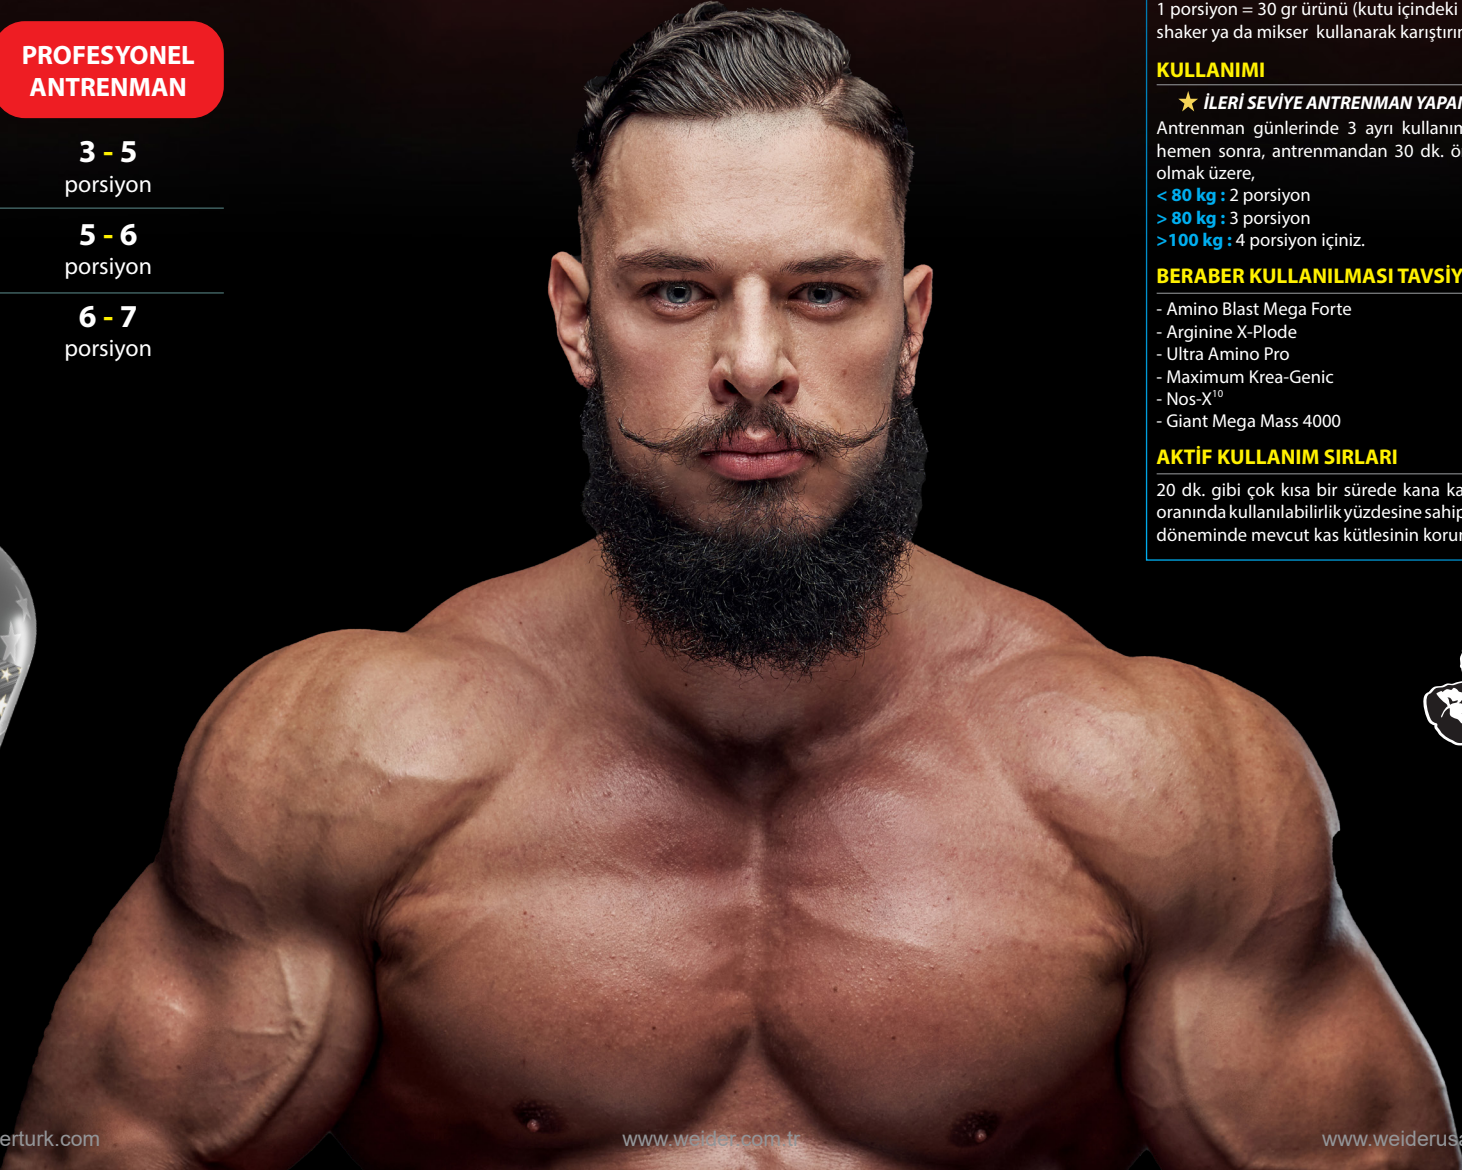 PROFESYONEL
ANTRENMAN
3 - 5
porsiyon
5 - 6
porsiyon
6 - 7
porsiyon
1 porsiyon = 30 gr ürünü (kutu içindeki
shaker ya da mikser kullanarak karıştırın
KULLANIMI
İLERİ SEVİYE ANTRENMAN YAPAN
Antrenman günlerinde 3 ayrı kullanım
hemen sonra, antrenmandan 30 dk. ö
olmak üzere,
< 80 kg : 2 porsiyon
> 80 kg : 3 porsiyon
>100 kg : 4 porsiyon içiniz.
BERABER KULLANILMASI TAVSİY
- Amino Blast Mega Forte
- Arginine X-Plode
- Ultra Amino Pro
- Maximum Krea-Genic
- Nos-X¹⁰
- Giant Mega Mass 4000
AKTİF KULLANIM SIRLARI
20 dk. gibi çok kısa bir sürede kana ka
oranında kullanılabilirlik yüzdesine sahip
döneminde mevcut kas kütlesinin korun
erturk.com
www.weider.com.tr
www.weiderusa